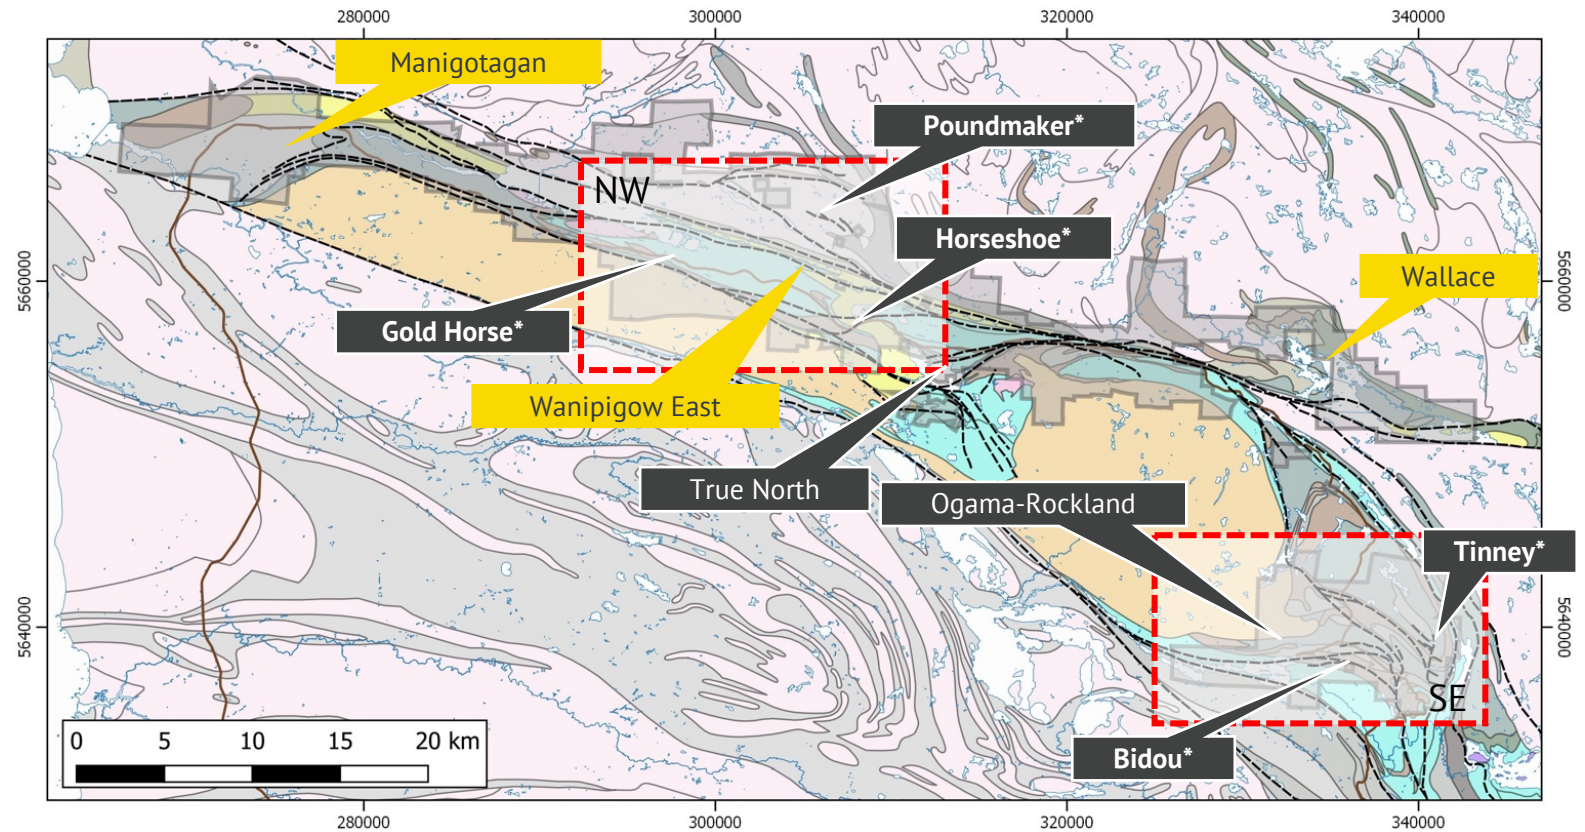 280000
300000
320000
340000
Manigotagan
Poundmaker*
NW
Horseshoe*
5660000
5660000
Wallace
Gold Horse*
Wanipigow East
True North
Ogama-Rockland
Tinney*
5640000
5640000
SE
0 5 10 15 20 km
Bidou*
280000
300000
320000
340000